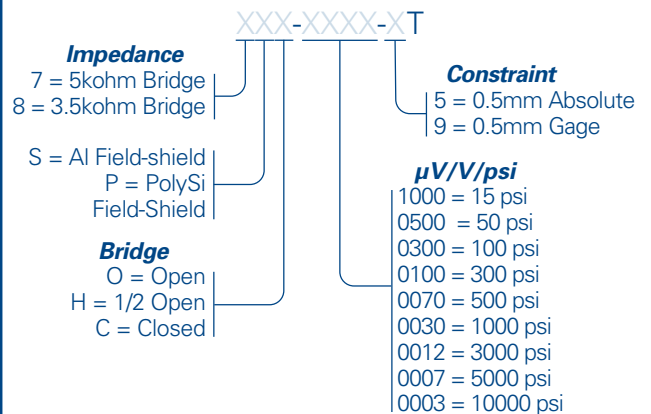 XXX-XXXX-XT
Impedance
7 = 5kohm Bridge
8 = 3.5kohm Bridge
S = Al Field-shield
P = PolySi
Field-Shield
Bridge
O = Open
H = 1/2 Open
C = Closed
Constraint
5 = 0.5mm Absolute
9 = 0.5mm Gage
µV/V/psi
1000 = 15 psi
0500 = 50 psi
0300 = 100 psi
0100 = 300 psi
0070 = 500 psi
0030 = 1000 psi
0012 = 3000 psi
0007 = 5000 psi
0003 = 10000 psi